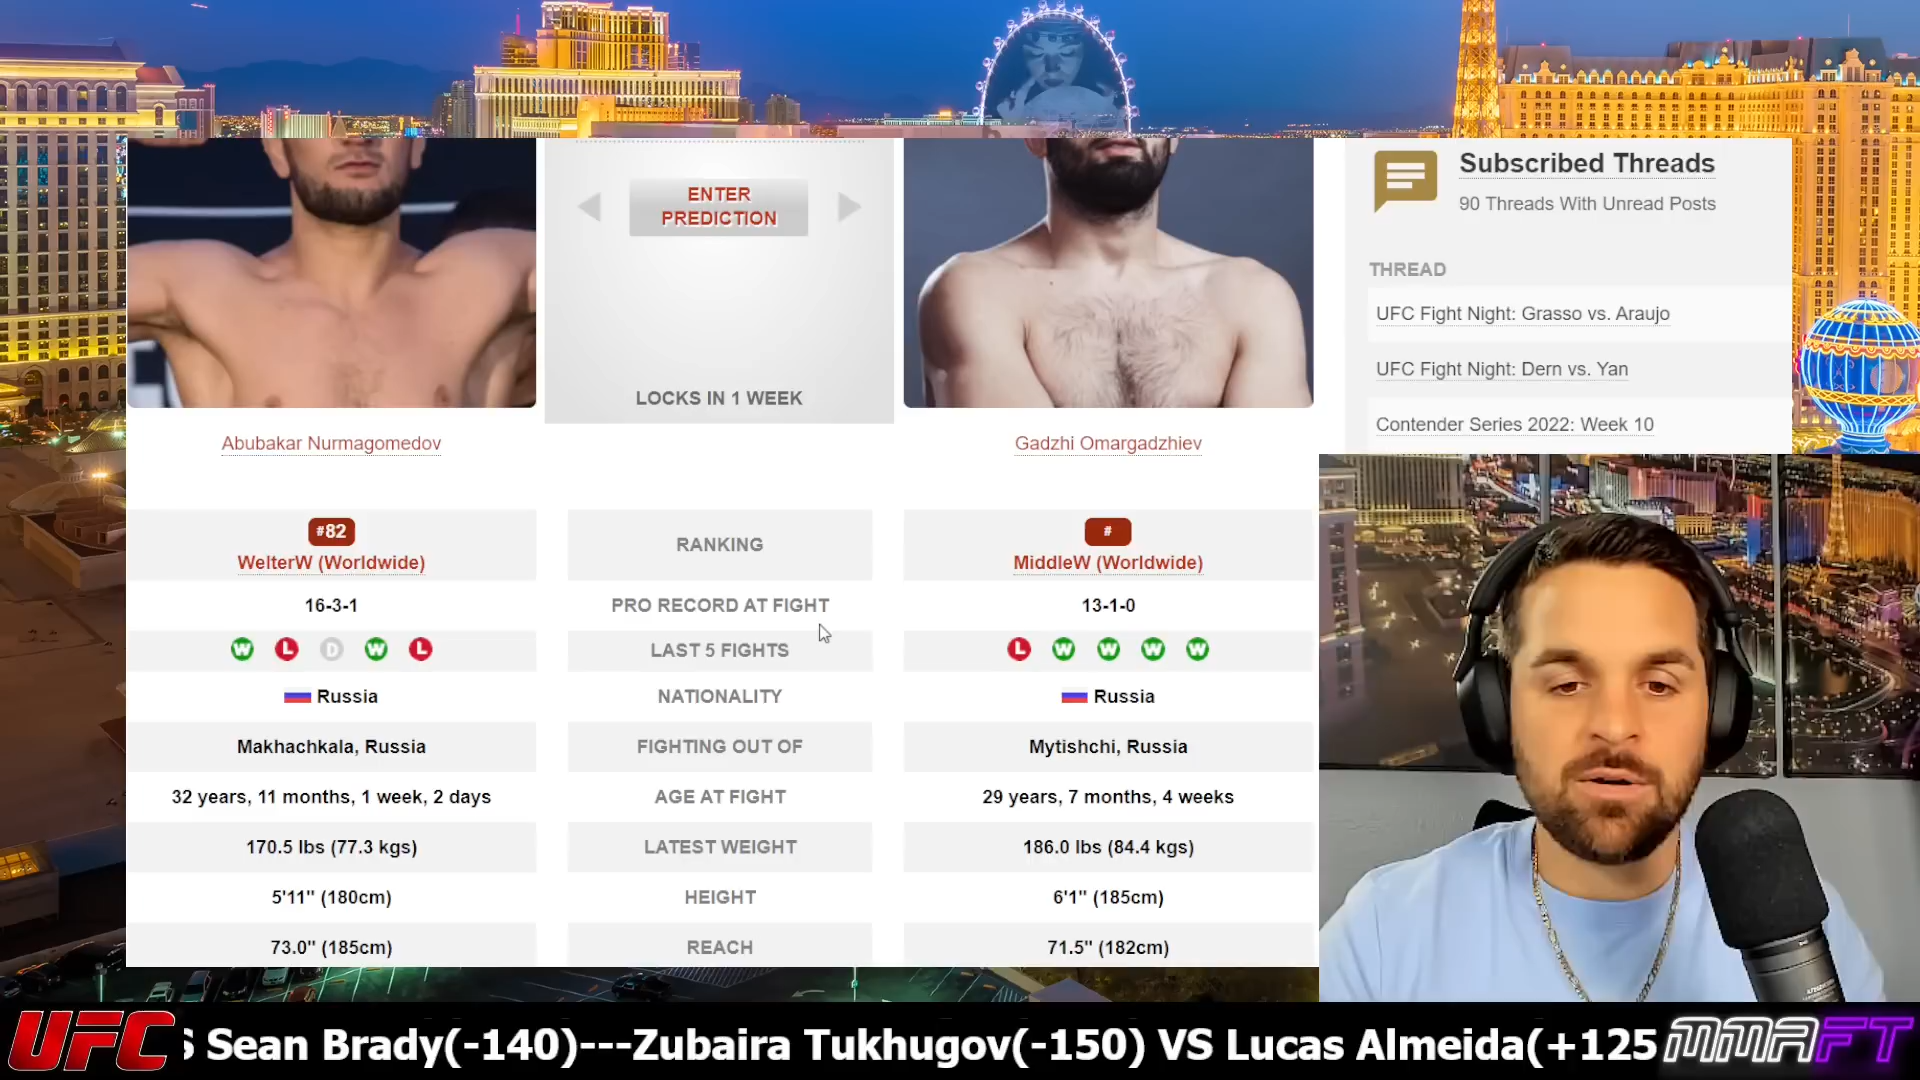 ENTER
PREDICTION
LOCKS IN 1 WEEK
Abubakar Nurmagomedov
Gadzhi Omargadzhiev
#82
WelterW (Worldwide)
RANKING
#
MiddleW (Worldwide)
16-3-1
PRO RECORD AT FIGHT
13-1-0
W L D W L
LAST 5 FIGHTS
L W W W W
Russia
NATIONALITY
Russia
Makhachkala, Russia
FIGHTING OUT OF
Mytishchi, Russia
32 years, 11 months, 1 week, 2 days
AGE AT FIGHT
29 years, 7 months, 4 weeks
170.5 lbs (77.3 kgs)
LATEST WEIGHT
186.0 lbs (84.4 kgs)
5'11" (180cm)
HEIGHT
6'1" (185cm)
73.0" (185cm)
REACH
71.5" (182cm)
Subscribed Threads
90 Threads With Unread Posts
THREAD
UFC Fight Night: Grasso vs. Araujo
UFC Fight Night: Dern vs. Yan
Contender Series 2022: Week 10
UFC
S Sean Brady(-140)---Zubaira Tukhugov(-150) VS Lucas Almeida(+125
MMAFT